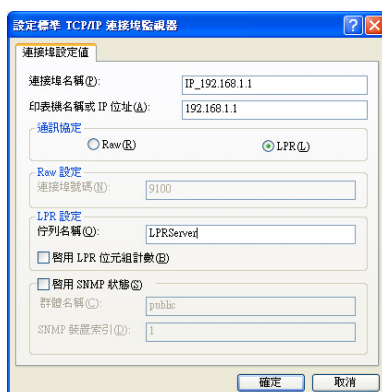 設定標準 TCP/IP 連接埠監視器
連接埠設定值
連接埠名稱(P):
IP_192.168.1.1
印表機名稱或 IP 位址(A):
192.168.1.1
通訊協定
Raw(R)
LPR(L)
Raw 設定
連接埠號碼(N):
9100
LPR 設定
佇列名稱(Q):
LPRServer
啓用 LPR 位元組計數(B)
啓用 SNMP 狀態(S)
群體名稱(C):
public
SNMP 裝置索引(D):
1
確定
取消